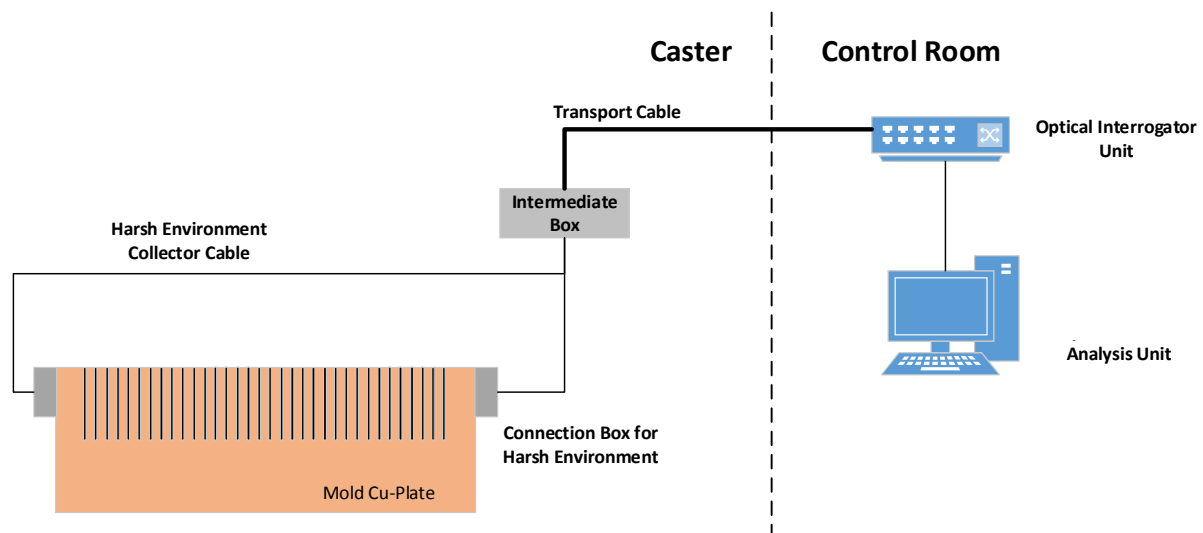 Caster
Control Room
Transport Cable
Optical Interrogator
Unit
Intermediate
Box
Harsh Environment
Collector Cable
Analysis Unit
Connection Box for
Harsh Environment
Mold Cu-Plate